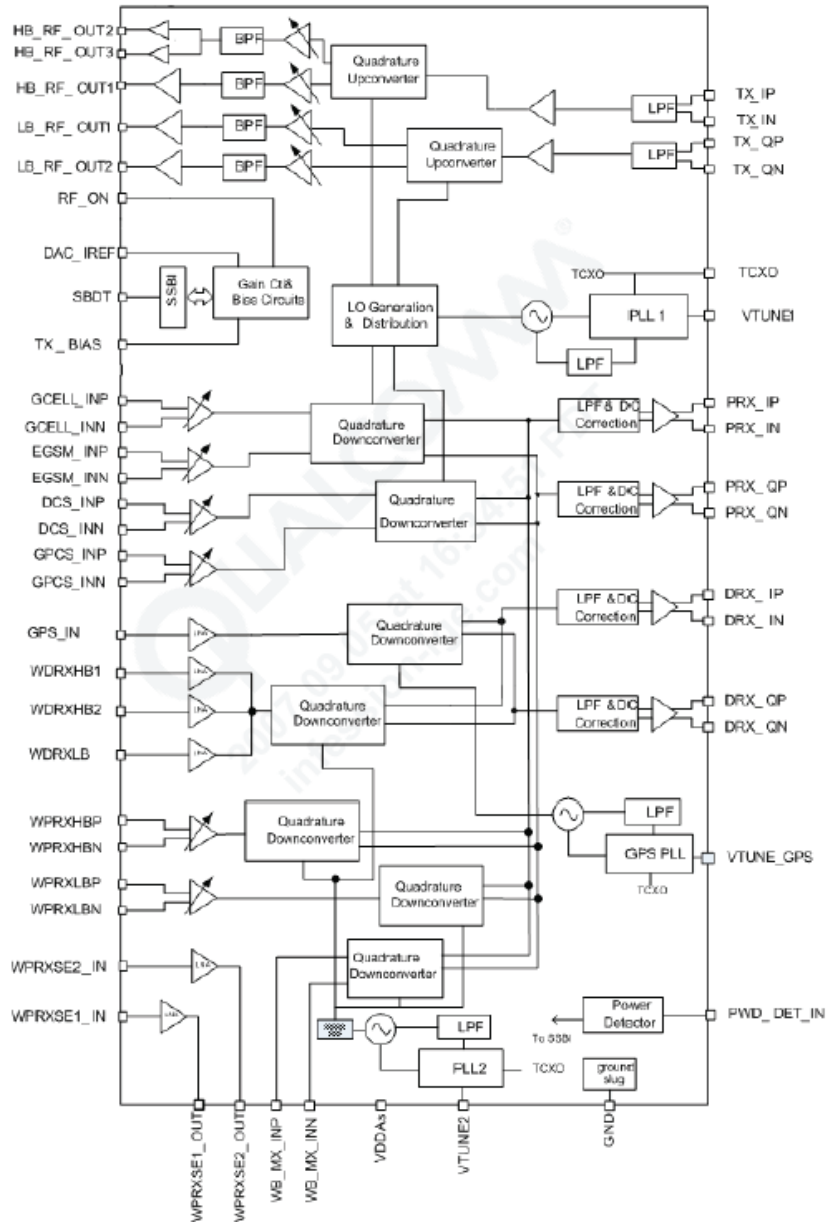 HB_RF_OUT2
HB_RF_OUT3
HB_RF_OUT1
LB_RF_OUT1
LB_RF_OUT2
RF_ON
DAC_IREF
SBDT
TX_BIAS
GCELL_INP
GCELL_INN
EGSM_INP
EGSM_INN
DCS_INP
DCS_INN
GPCS_INP
GPCS_INN
GPS_IN
WDRXHB1
WDRXHB2
WDRXLB
WPRXHBP
WPRXHBN
WPRXLBP
WPRXLBN
WPRXSE2_IN
WPRXSE1_IN
BPF
BPF
BPF
BPF
Quadrature
Upconverter
Quadrature
Upconverter
LPF
LPF
SSBI
Gain Ctl &
Bias Circuits
LO Generation
& Distribution
TCXO
PLL 1
LPF
Quadrature
Downconverter
Quadrature
Downconverter
LPF & DC
Correction
LPF & DC
Correction
LPF & DC
Correction
LPF & DC
Correction
LNA
LNA
LNA
LNA
LNA
LNA
Quadrature
Downconverter
Quadrature
Downconverter
Quadrature
Downconverter
Quadrature
Downconverter
Quadrature
Downconverter
LPF
GPS PLL
TCXO
LPF
PLL2
TCXO
Power
Detector
To SSBI
ground
slug
TX_IP
TX_IN
TX_QP
TX_QN
TCXO
VTUNE1
PRX_IP
PRX_IN
PRX_QP
PRX_QN
DRX_IP
DRX_IN
DRX_QP
DRX_QN
VTUNE_GPS
PWD_DET_IN
WPRXSE1_OUT
WPRXSE2_OUT
WB_MX_INP
WB_MX_INN
VDDAs
VTUNE2
GND
QUALCOMM®